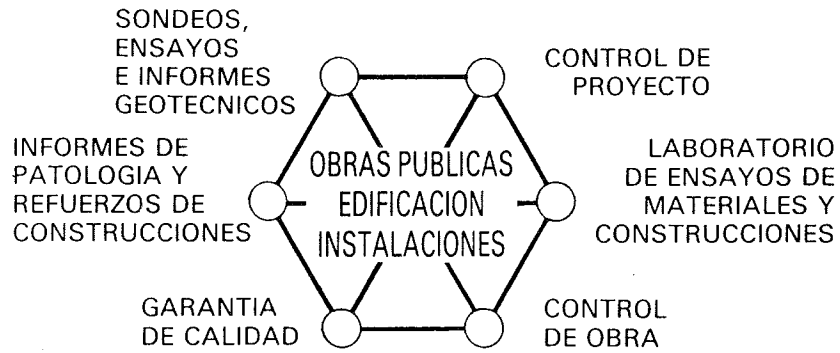 SONDEOS,
ENSAYOS
E INFORMES
GEOTECNICOS
CONTROL DE
PROYECTO
INFORMES DE
PATOLOGIA Y
REFUERZOS DE
CONSTRUCCIONES
OBRAS PUBLICAS
EDIFICACION
INSTALACIONES
LABORATORIO
DE ENSAYOS DE
MATERIALES Y
CONSTRUCCIONES
GARANTIA
DE CALIDAD
CONTROL
DE OBRA